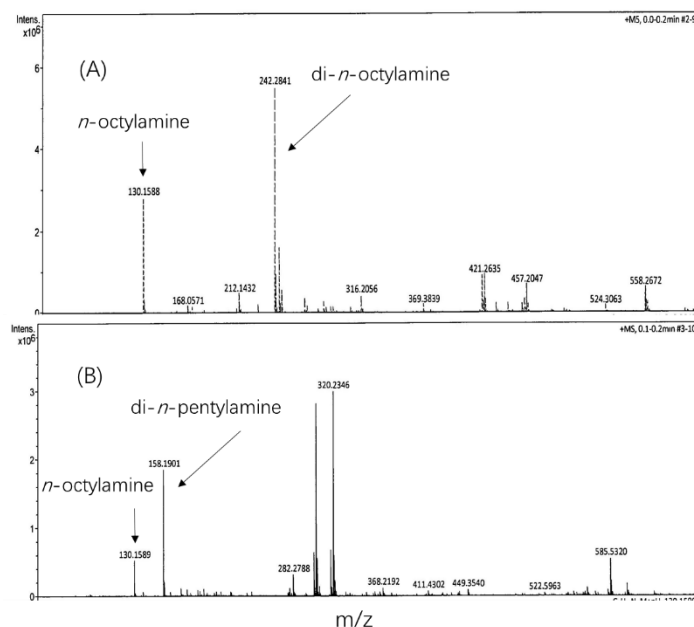 Intens.
x10⁶
+MS, 0.0-0.2min #2-9
6
4
2
0
(A)
n-octylamine
di-n-octylamine
130.1588
168.0571
212.1432
242.2841
316.2056
369.3839
421.2635
457.2047
524.3063
558.2672
Intens.
x10⁶
+MS, 0.1-0.2min #3-10
3
2
1
0
(B)
di-n-pentylamine
n-octylamine
130.1589
158.1901
282.2788
320.2346
368.2192
411.4302
449.3540
522.5963
585.5320
m/z